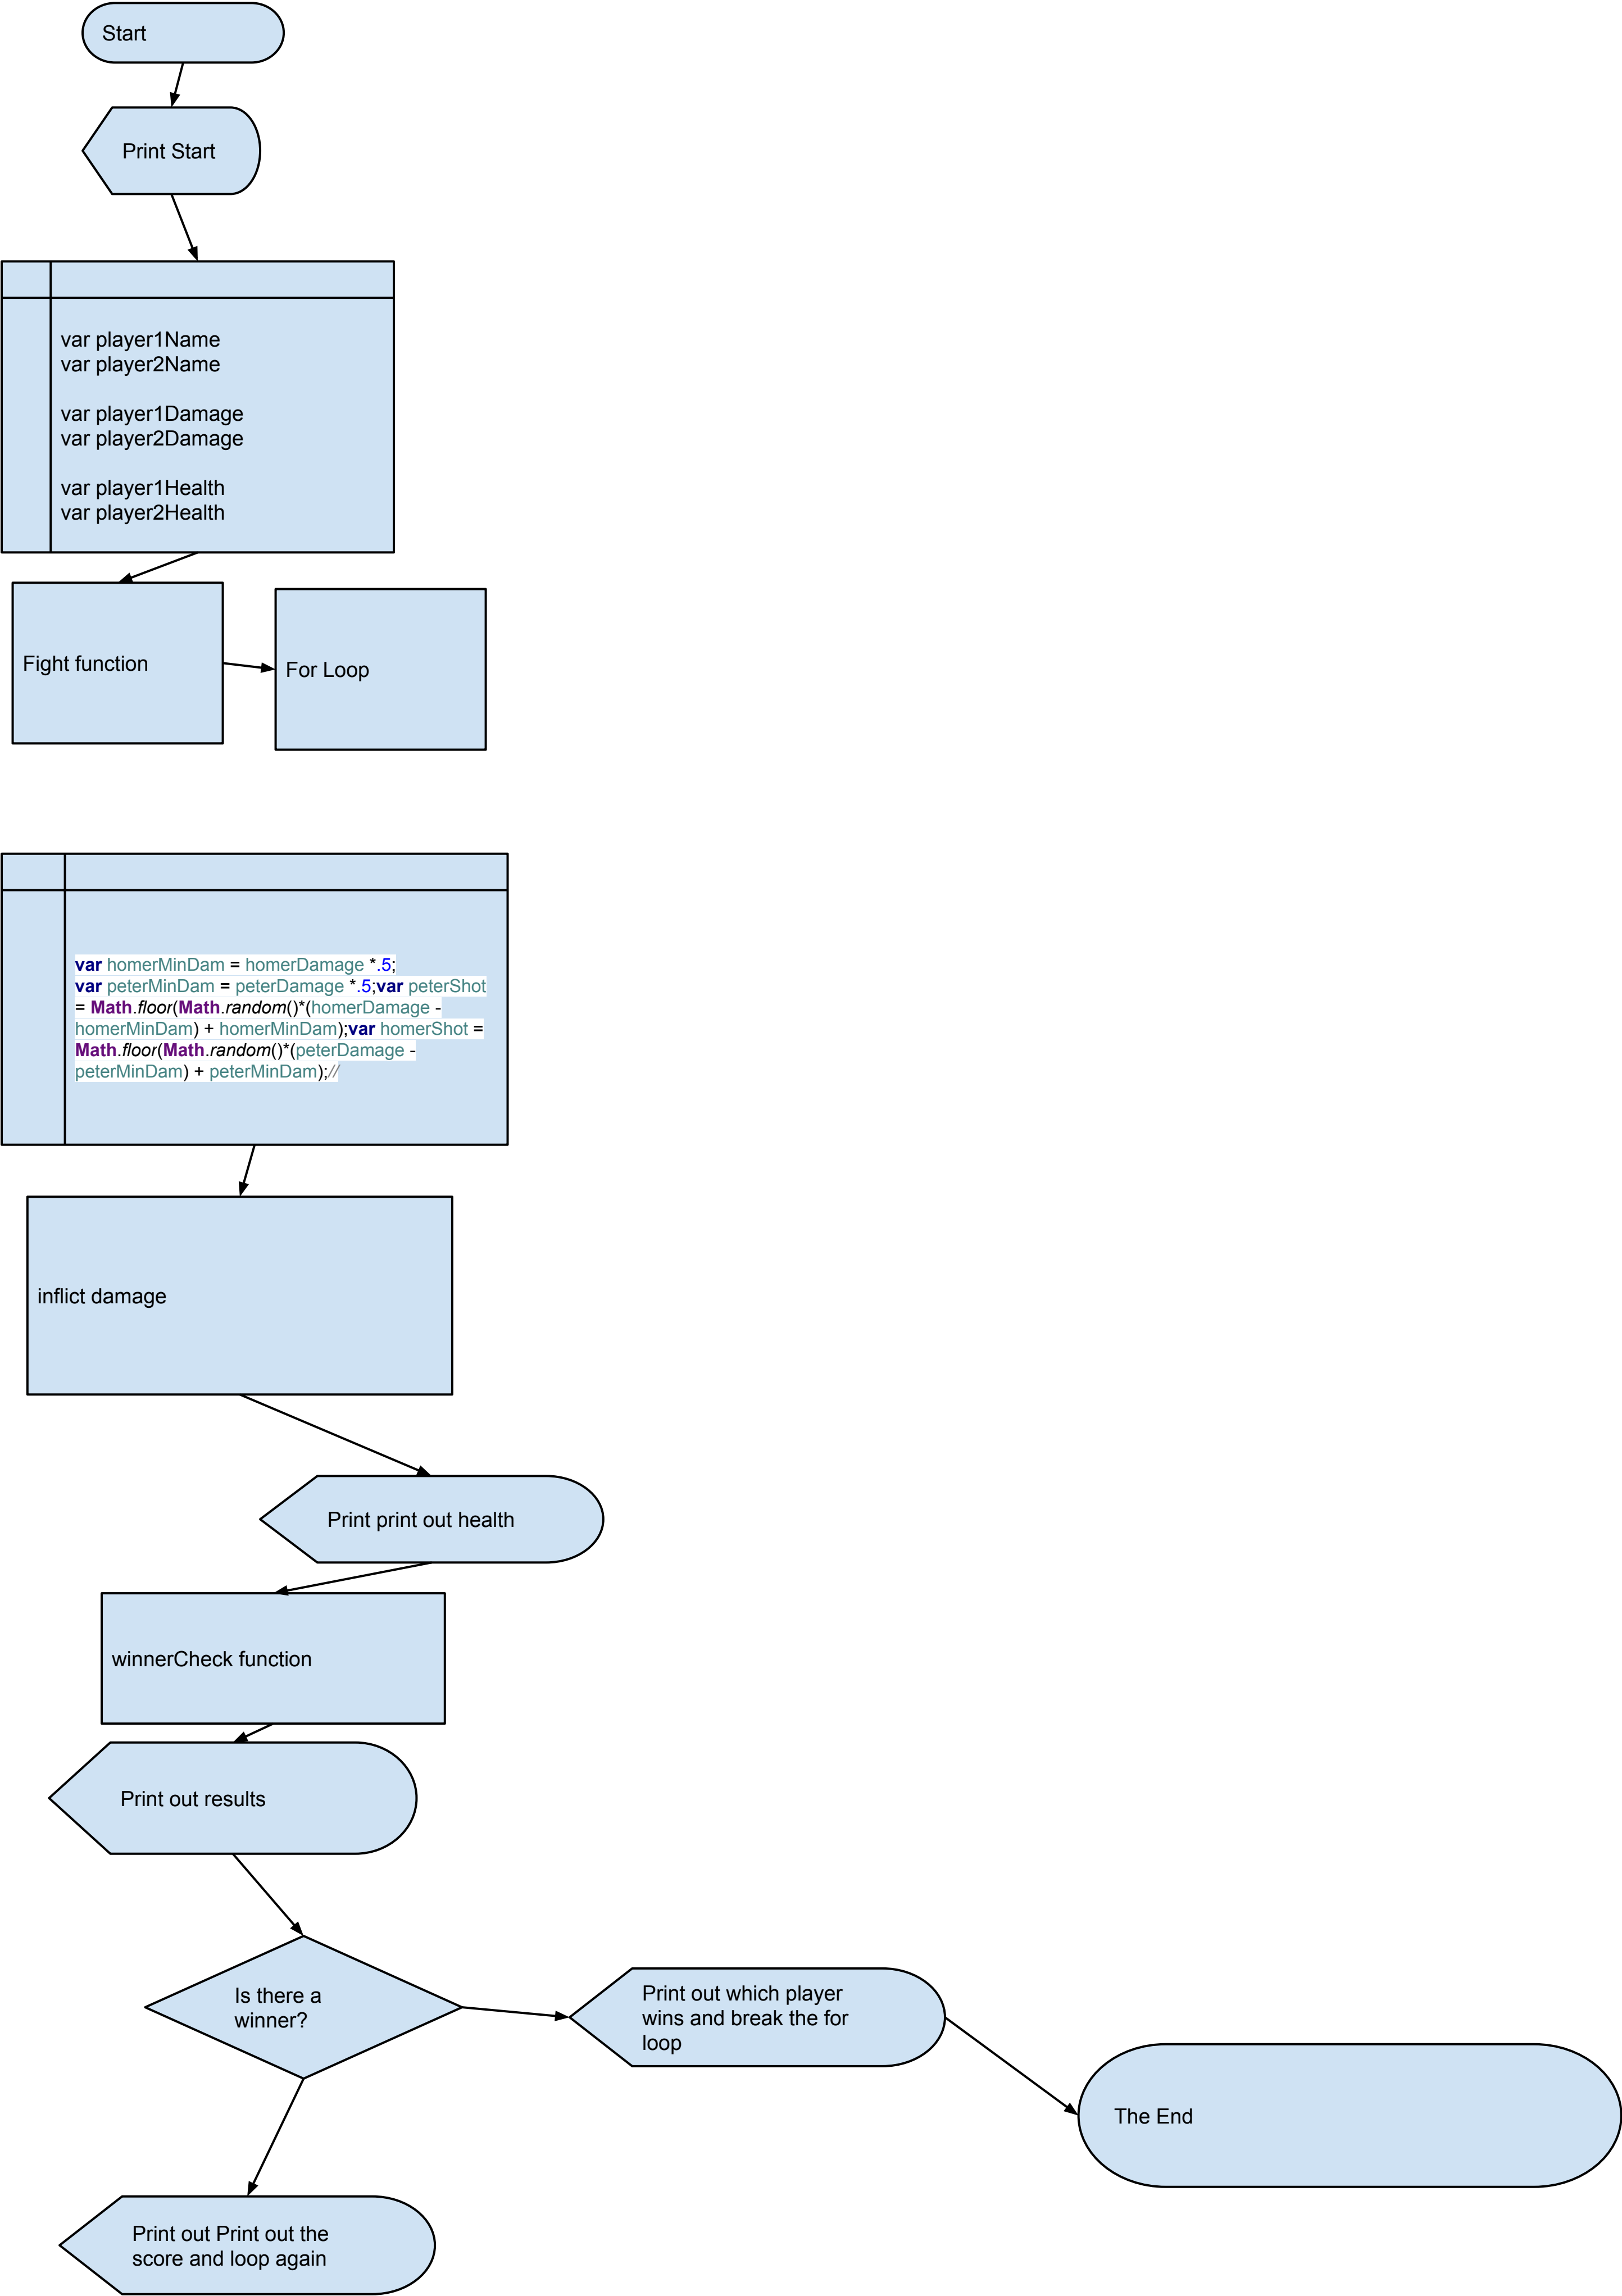 Start
Print Start
var player1Name
var player2Name
var player1Damage
var player2Damage
var player1Health
var player2Health
Fight function
For Loop
var homerMinDam = homerDamage *.5;
var peterMinDam = peterDamage *.5;var peterShot
= Math.floor(Math.random()*(homerDamage -
homerMinDam) + homerMinDam);var homerShot =
Math.floor(Math.random()*(peterDamage -
peterMinDam) + peterMinDam);//
inflict damage
Print print out health
winnerCheck function
Print out results
Is there a
winner?
Print out which player
wins and break the for
loop
The End
Print out Print out the
score and loop again